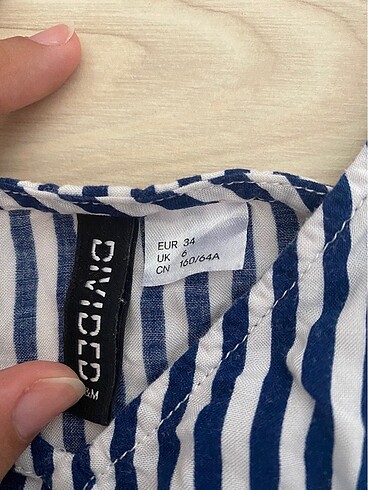 DIVIDED
&M
EUR 34
UK 6
CN 160/64A